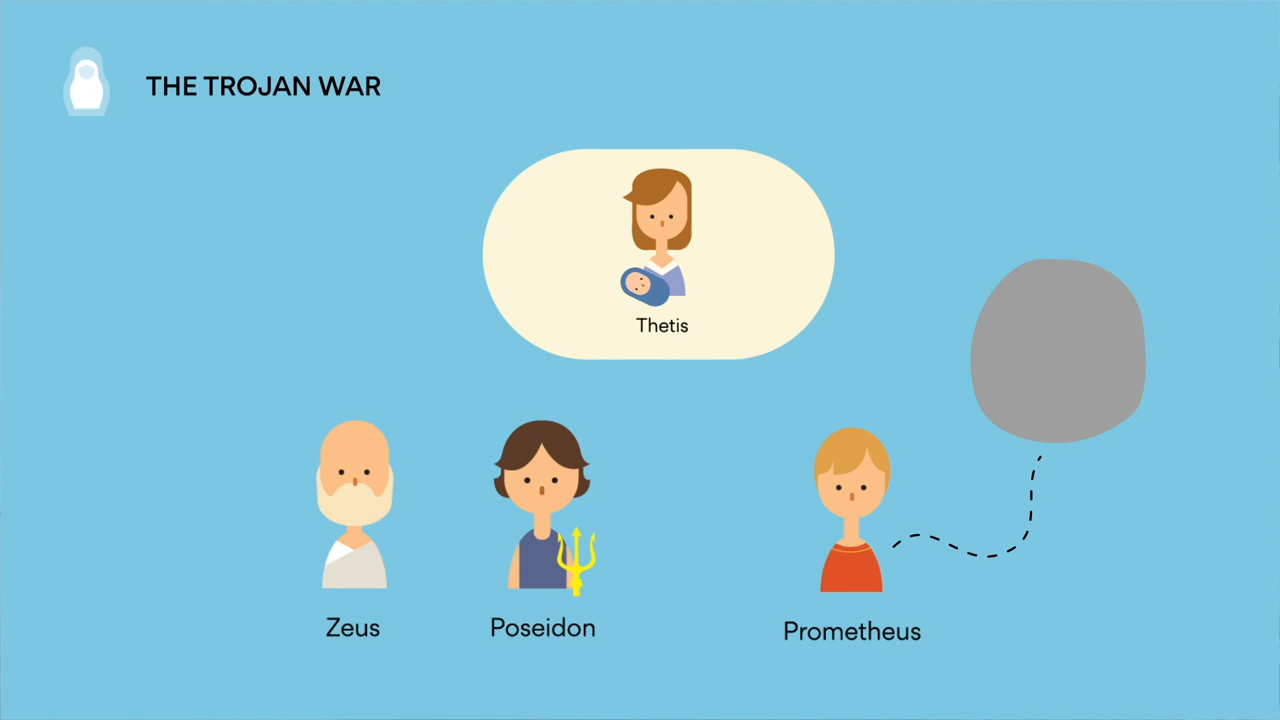 THE TROJAN WAR
Thetis
Zeus
Poseidon
Prometheus